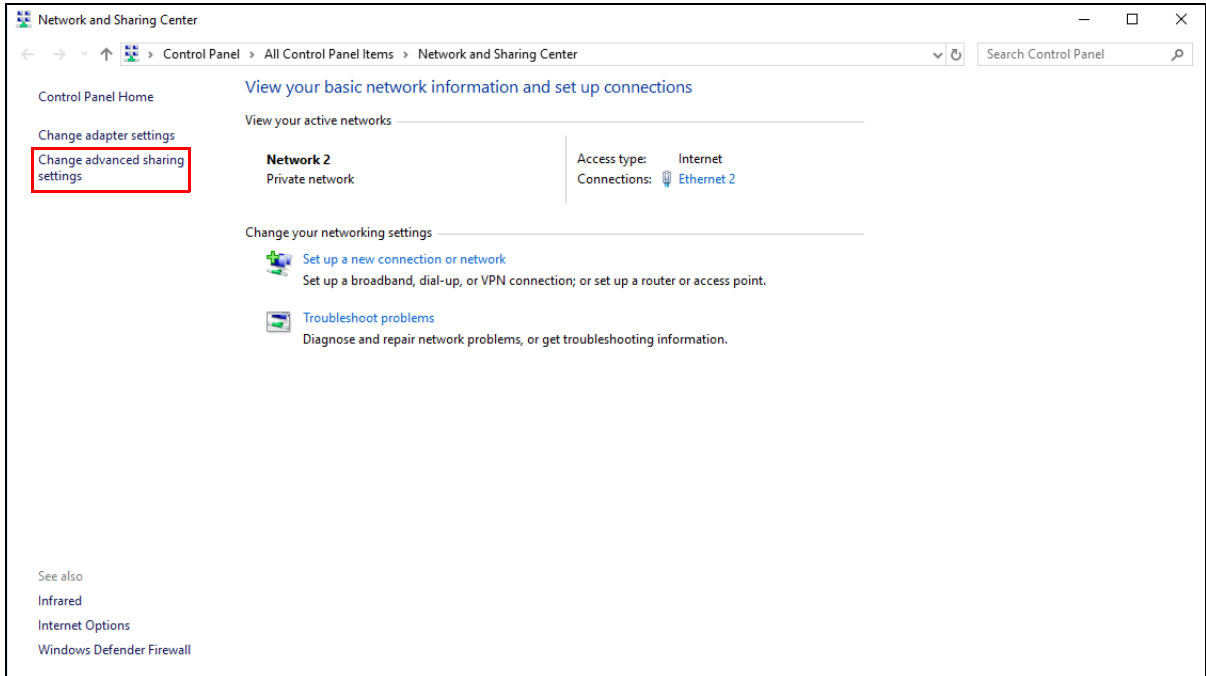 Network and Sharing Center
Control Panel > All Control Panel Items > Network and Sharing Center
Search Control Panel
Control Panel Home
Change adapter settings
Change advanced sharing
settings
View your basic network information and set up connections
View your active networks
Network 2
Private network
Access type: Internet
Connections: Ethernet 2
Change your networking settings
Set up a new connection or network
Set up a broadband, dial-up, or VPN connection; or set up a router or access point.
Troubleshoot problems
Diagnose and repair network problems, or get troubleshooting information.
See also
Infrared
Internet Options
Windows Defender Firewall